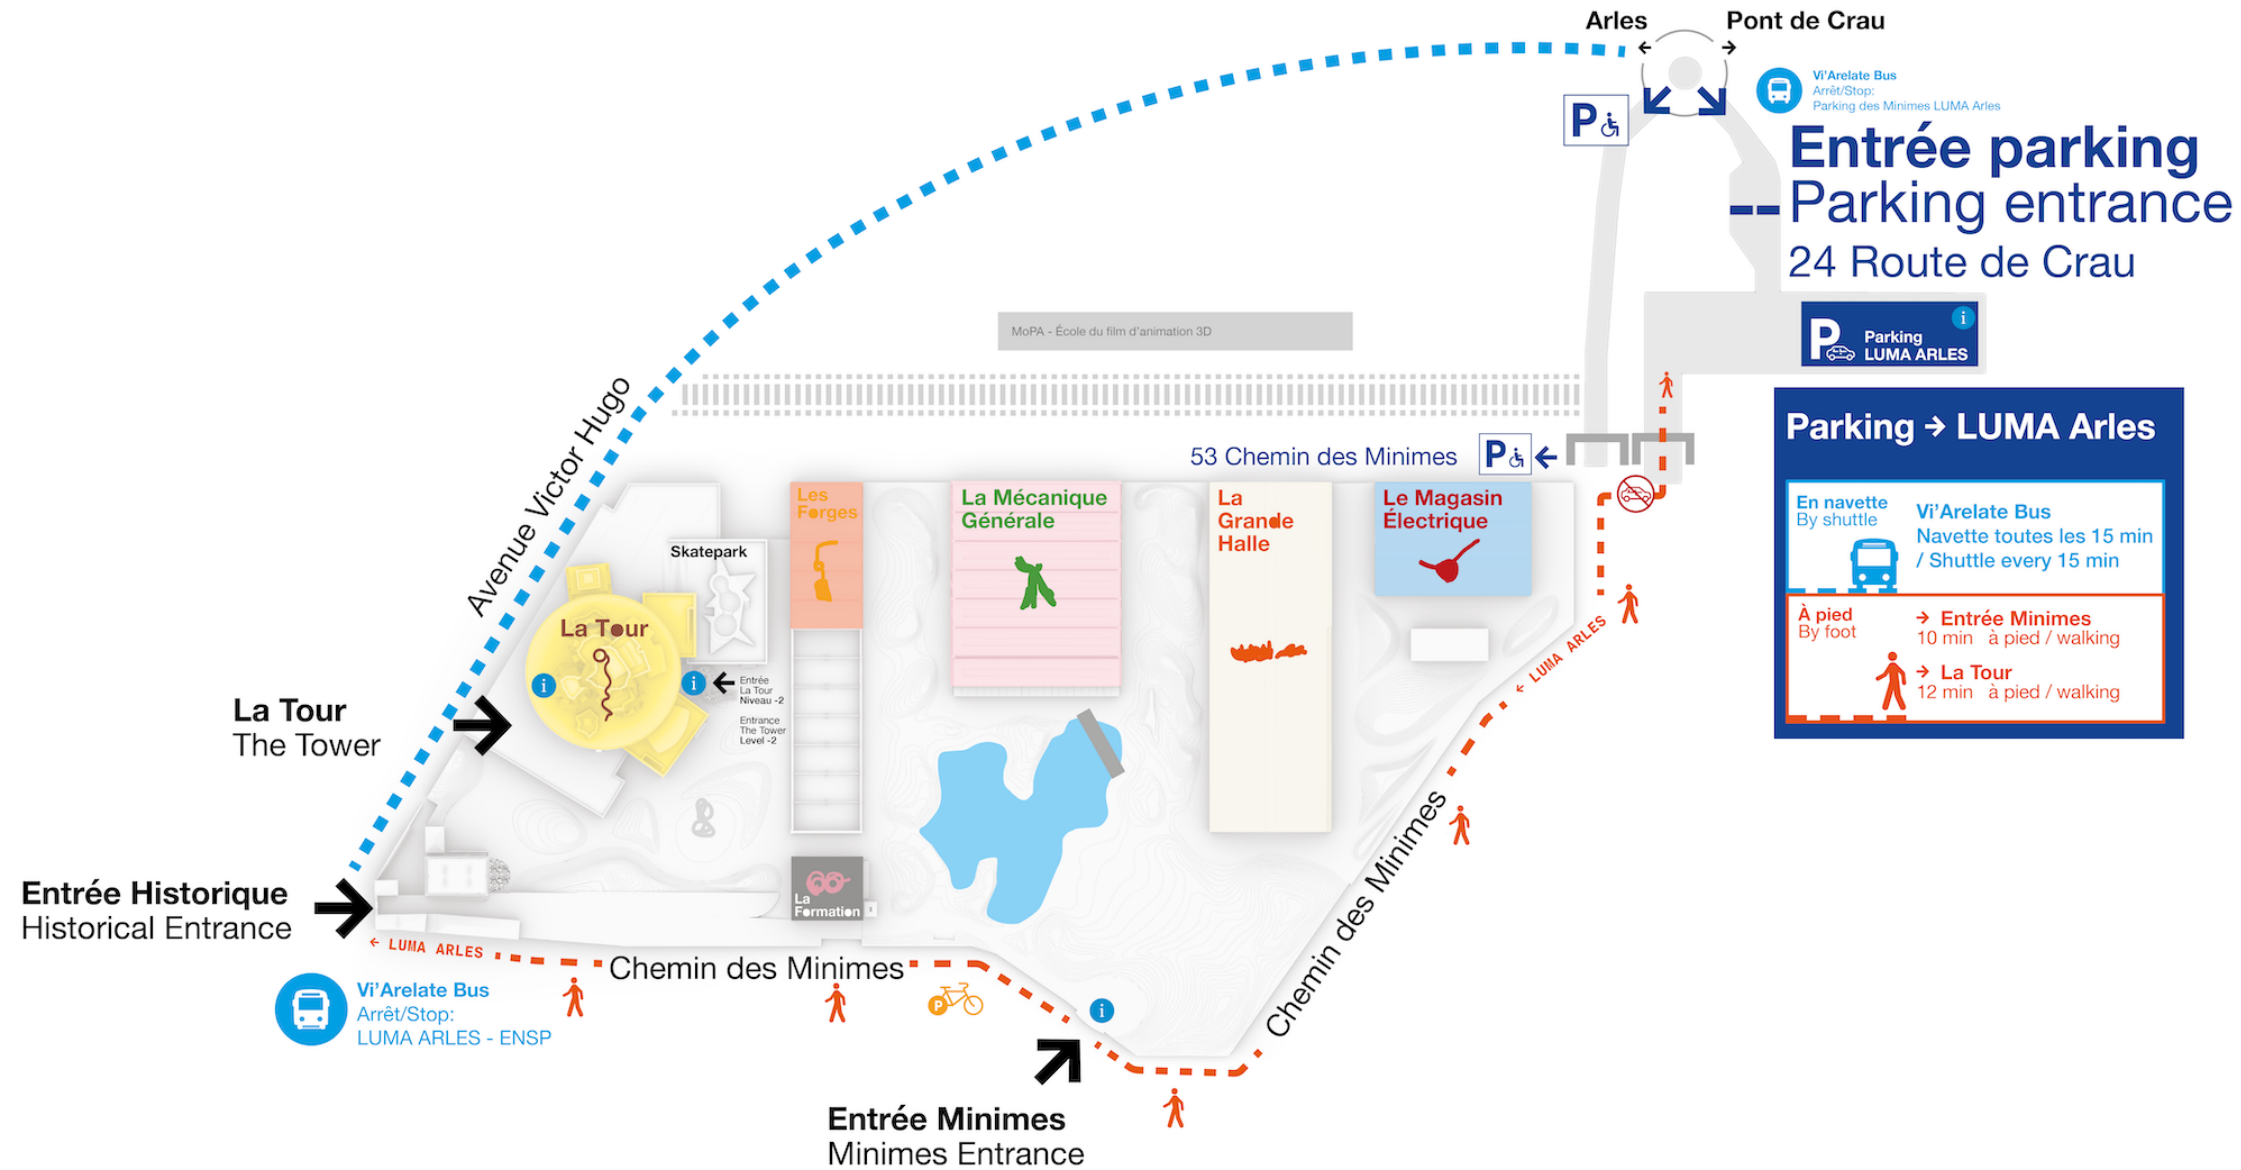 Arles
Pont de Crau
Vi'Arelate Bus
Arrêt/Stop:
Parking des Minimes LUMA Arles
P
Entrée parking
Parking entrance
24 Route de Crau
MoPA - École du film d'animation 3D
P
Parking
LUMA ARLES
i
Avenue Victor Hugo
53 Chemin des Minimes
P
Parking → LUMA Arles
En navette
By shuttle
Vi'Arelate Bus
Navette toutes les 15 min
/ Shuttle every 15 min
À pied
By foot
→ Entrée Minimes
10 min à pied / walking
→ La Tour
12 min à pied / walking
Les
Forges
La Mécanique
Générale
La
Grande
Halle
Le Magasin
Électrique
Skatepark
La Tour
i
i
Entrée
La Tour
Niveau -2
Entrance
The Tower
Level -2
← LUMA ARLES
La Tour
The Tower
Entrée Historique
Historical Entrance
La
Formation
← LUMA ARLES
Chemin des Minimes
Chemin des Minimes
P
i
Vi'Arelate Bus
Arrêt/Stop:
LUMA ARLES - ENSP
Entrée Minimes
Minimes Entrance